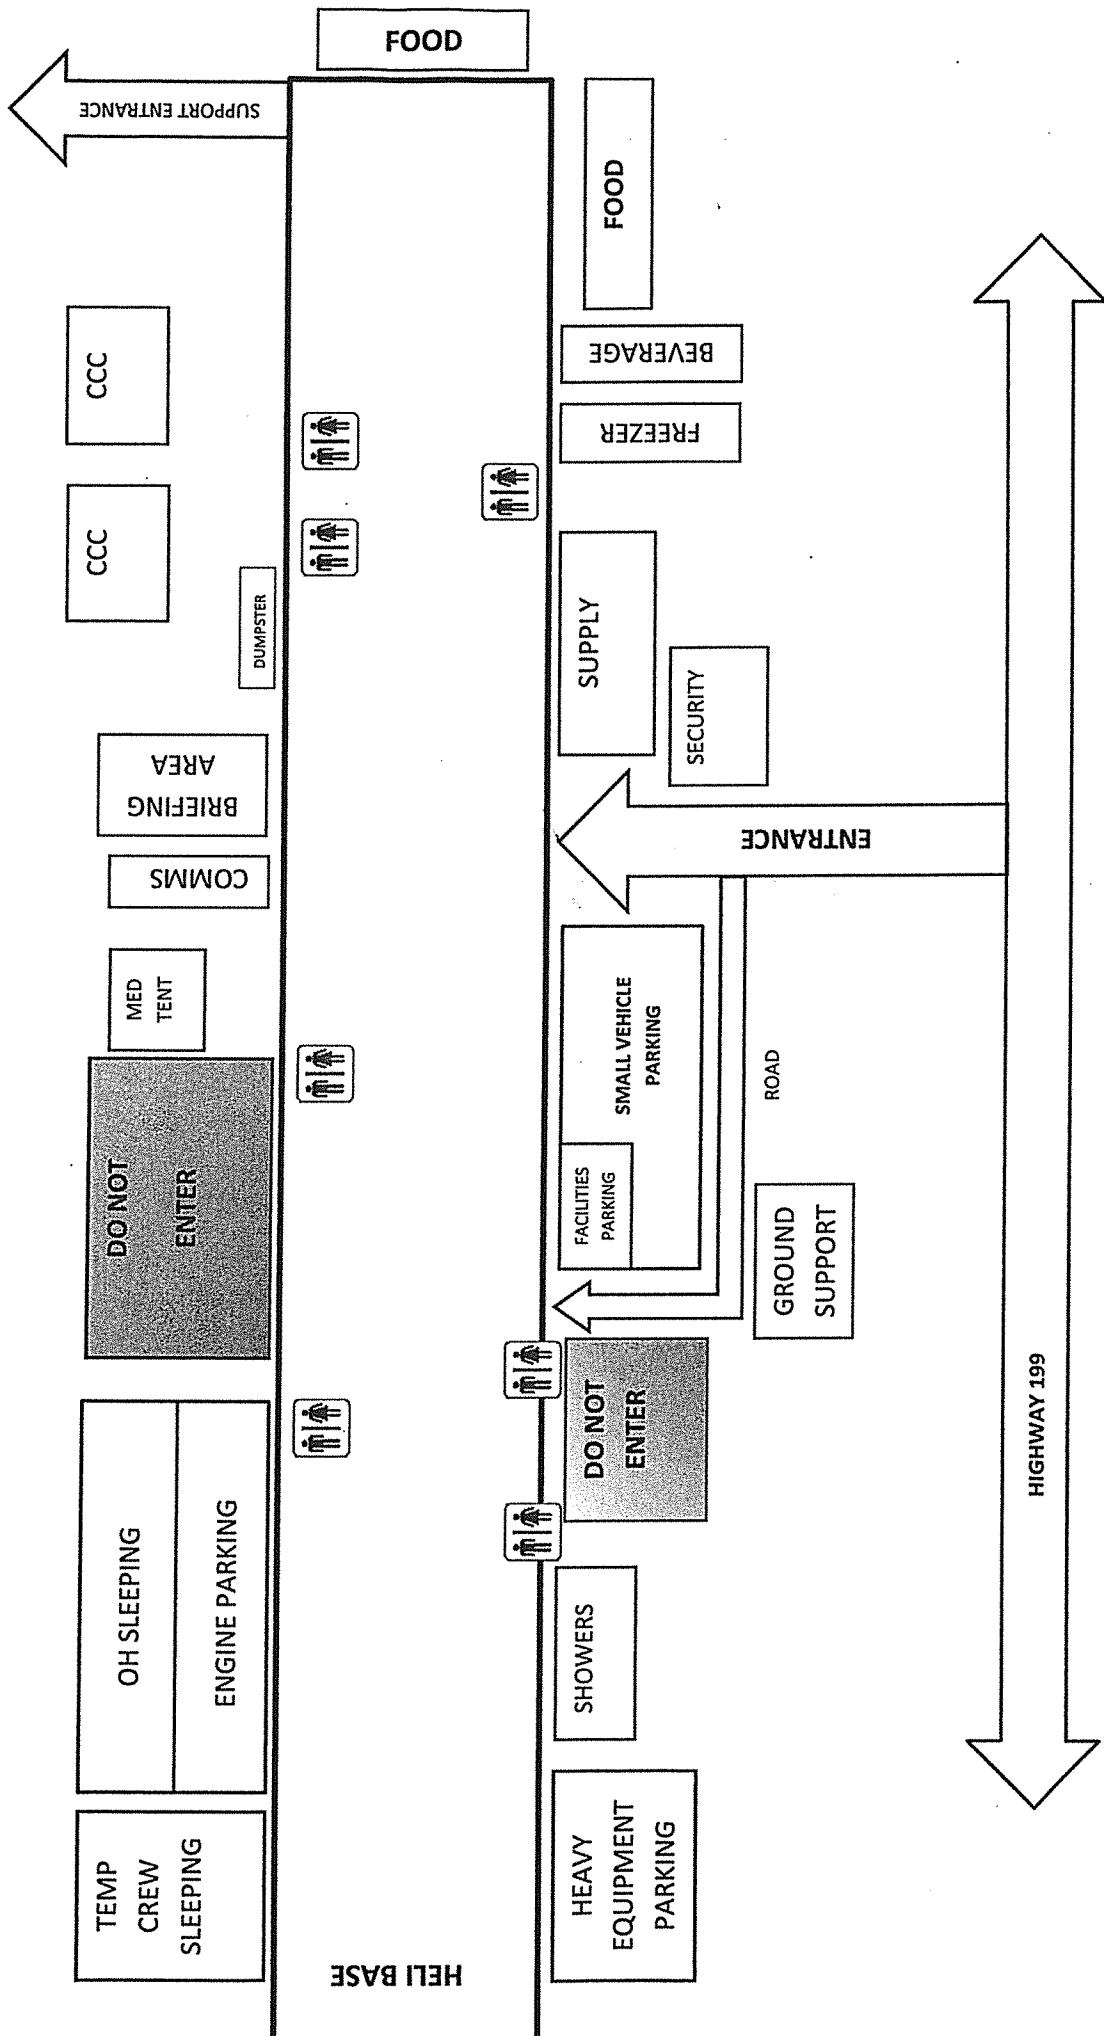 FOOD
SUPPORT ENTRANCE
FOOD
CCC
BEVERAGE
FREEZER
CCC
DUMPSTER
SUPPLY
SECURITY
BRIEFING
AREA
COMMS
ENTRANCE
MED
TENT
SMALL VEHICLE
PARKING
ROAD
FACILITIES
PARKING
DO NOT
ENTER
GROUND
SUPPORT
HIGHWAY 199
DO NOT
ENTER
OH SLEEPING
ENGINE PARKING
SHOWERS
TEMP
CREW
SLEEPING
HEAVY
EQUIPMENT
PARKING
HELI BASE